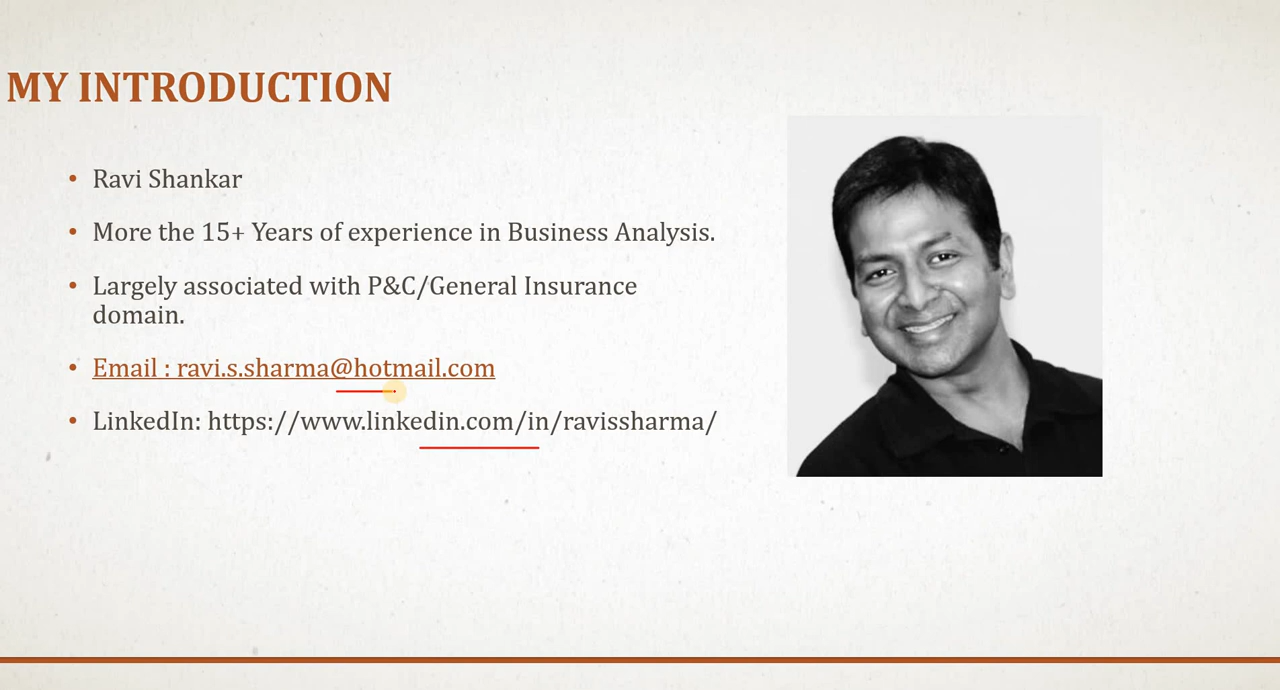 MY INTRODUCTION
• Ravi Shankar
• More the 15+ Years of experience in Business Analysis.
• Largely associated with P&C/General Insurance
domain.
• Email : ravi.s.sharma@hotmail.com
• LinkedIn: https://www.linkedin.com/in/ravissharma/